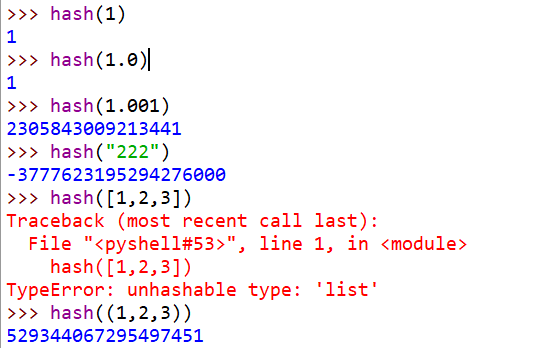 >>> hash(1)
1
>>> hash(1.0)
1
>>> hash(1.001)
2305843009213441
>>> hash("222")
-3777623195294276000
>>> hash([1,2,3])
Traceback (most recent call last):
  File "<pyshell#53>", line 1, in <module>
    hash([1,2,3])
TypeError: unhashable type: 'list'
>>> hash((1,2,3))
529344067295497451